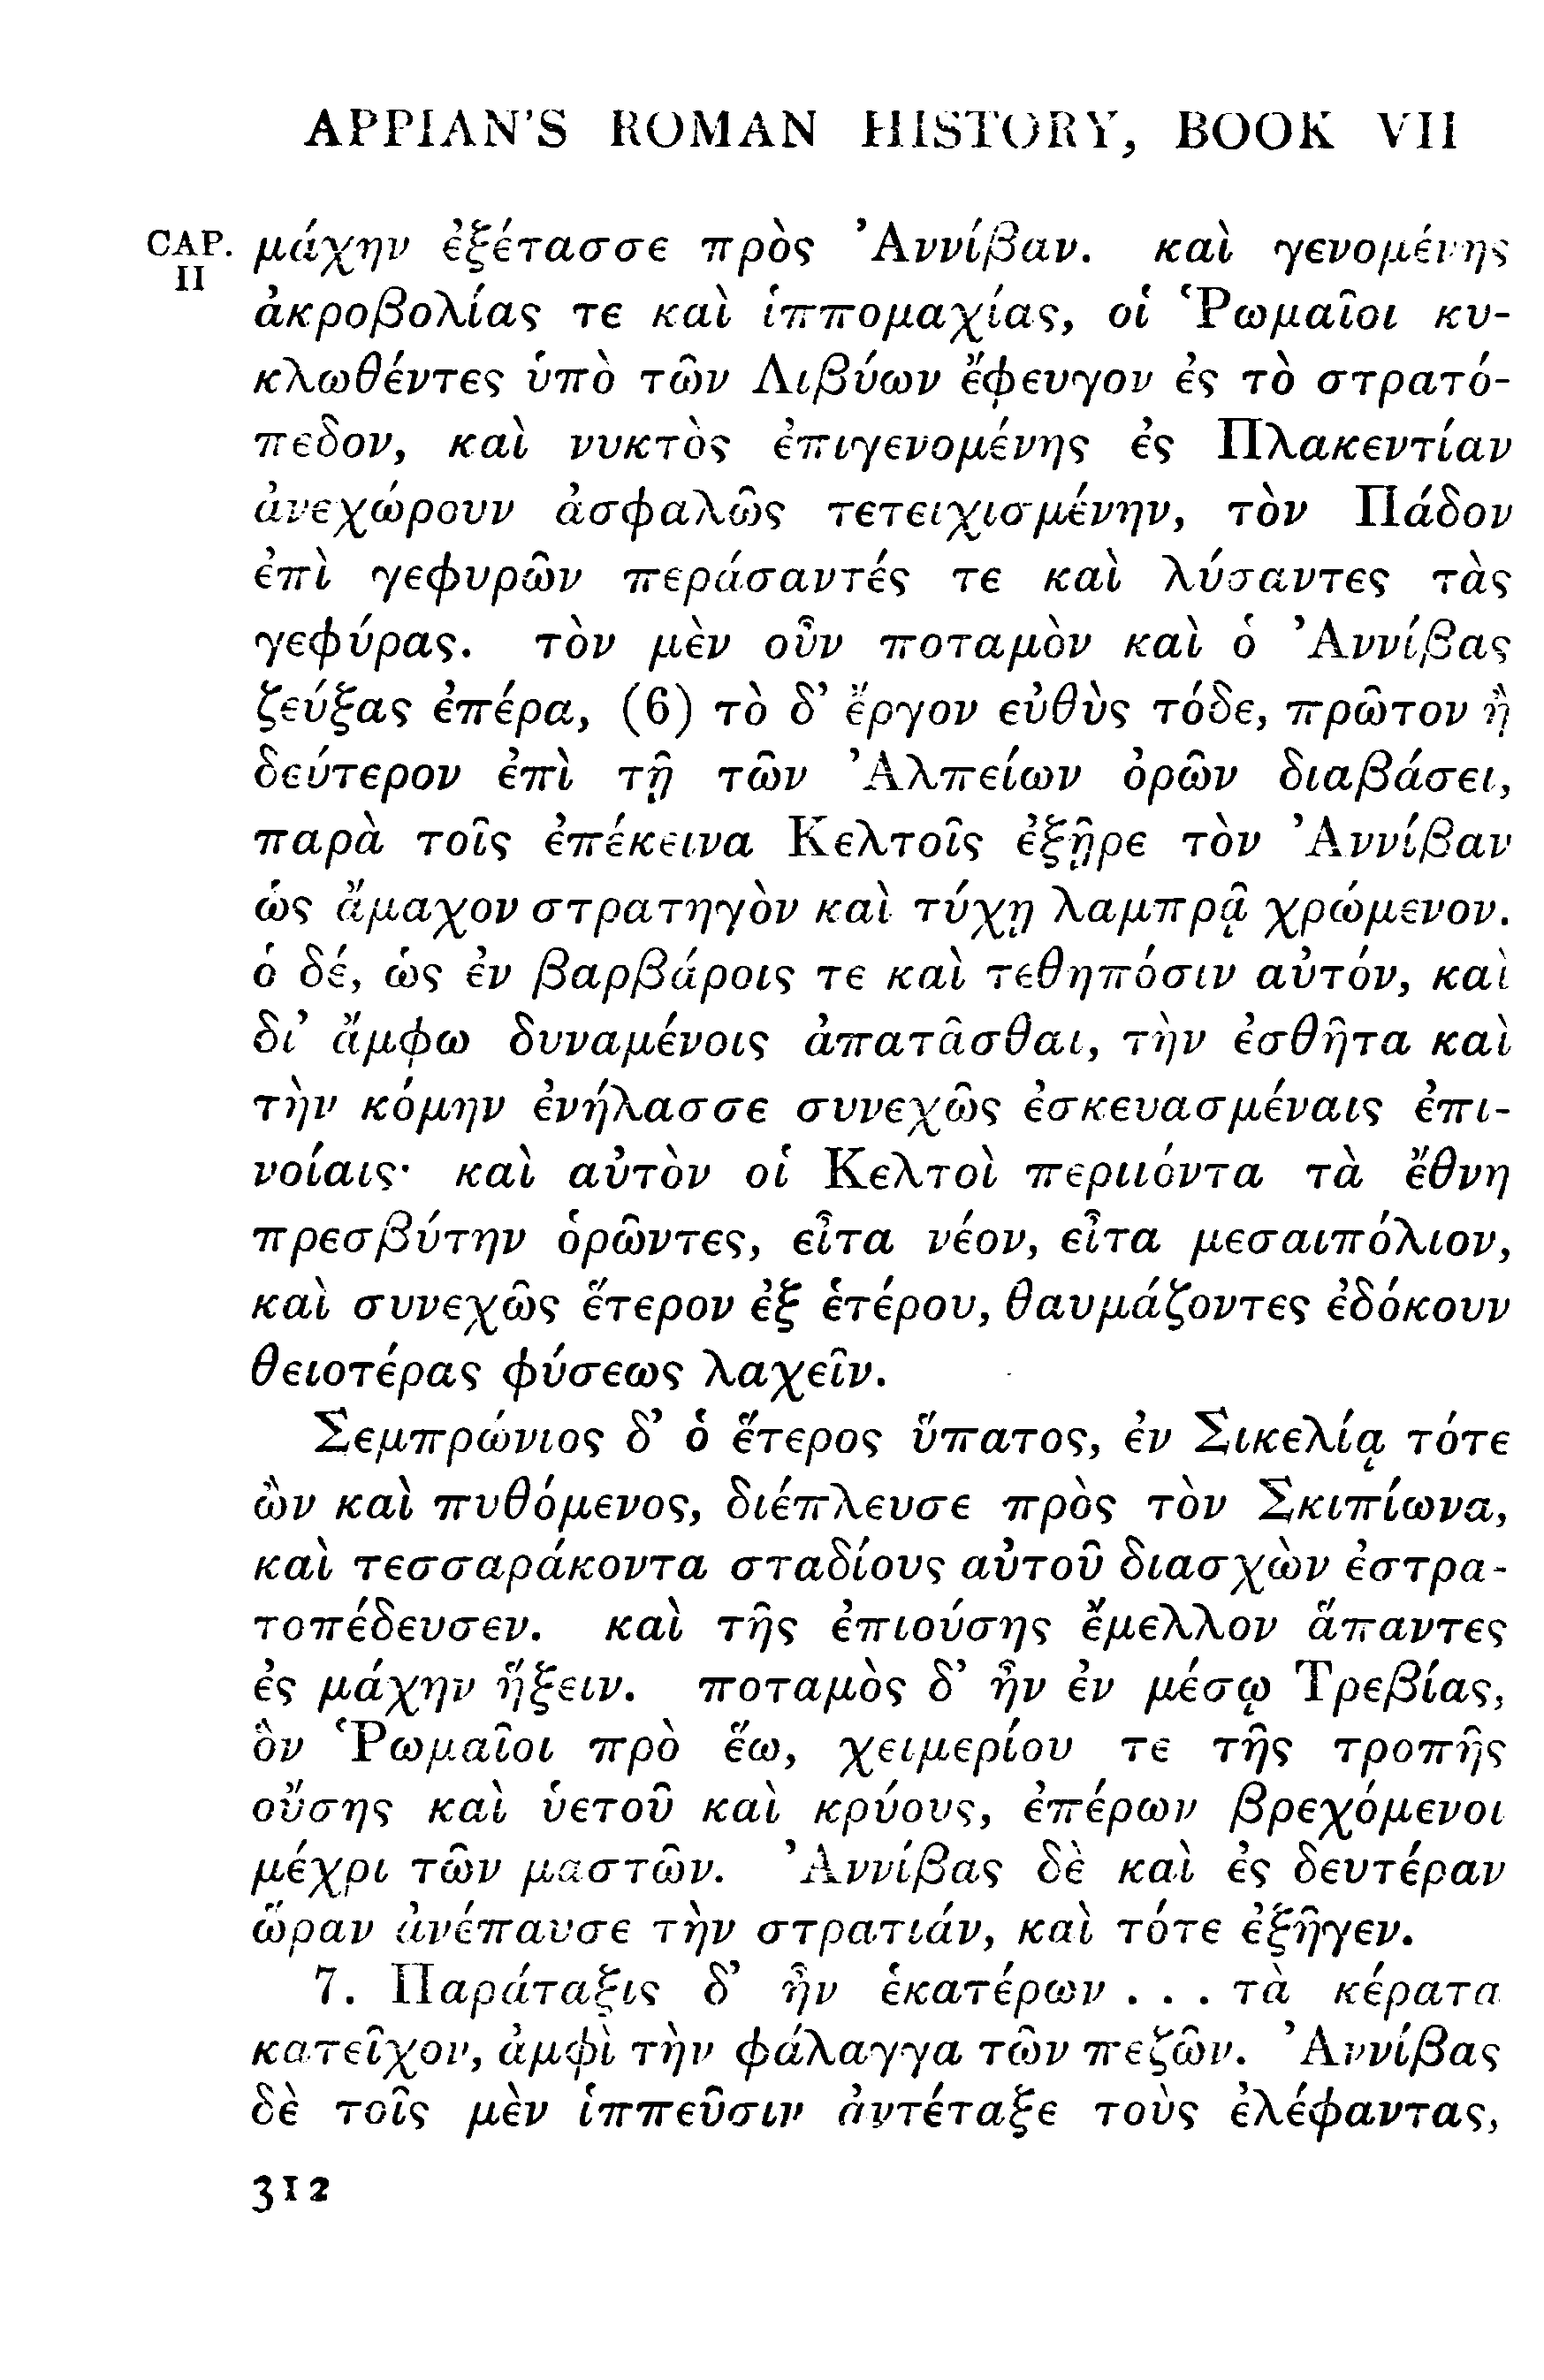 APPIAN'S ROMAN HISTORY, BOOK VII
CAP. II
μάχην ἐξέτασσε πρὸς Ἀννίβαν. καὶ γενομένης
ἀκροβολίας τε καὶ ἱππομαχίας, οἱ Ῥωμαῖοι κυ-
κλωθέντες ὑπὸ τῶν Λιβύων ἔφευγον ἐς τὸ στρατό-
πεδον, καὶ νυκτὸς ἐπιγενομένης ἐς Πλακεντίαν
ἀνεχώρουν ἀσφαλῶς τετειχισμένην, τὸν Πάδον
ἐπὶ γεφυρῶν περάσαντές τε καὶ λύσαντες τὰς
γεφύρας. τὸν μὲν οὖν ποταμὸν καὶ ὁ Ἀννίβας
ζεύξας ἐπέρα, (6) τὸ δ' ἔργον εὐθὺς τόδε, πρῶτον ἢ
δεύτερον ἐπὶ τῇ τῶν Ἀλπείων ὀρῶν διαβάσει,
παρὰ τοῖς ἐπέκεινα Κελτοῖς ἐξῇρε τὸν Ἀννίβαν
ὡς ἄμαχον στρατηγὸν καὶ τύχῃ λαμπρᾷ χρώμενον.
ὁ δέ, ὡς ἐν βαρβάροις τε καὶ τεθηπόσιν αὐτόν, καὶ
δι' ἄμφω δυναμένοις ἀπατᾶσθαι, τὴν ἐσθῆτα καὶ
τὴν κόμην ἐνήλασσε συνεχῶς ἐσκευασμέναις ἐπι-
νοίαις· καὶ αὐτὸν οἱ Κελτοὶ περιιόντα τὰ ἔθνη
πρεσβύτην ὁρῶντες, εἶτα νέον, εἶτα μεσαιπόλιον,
καὶ συνεχῶς ἕτερον ἐξ ἑτέρου, θαυμάζοντες ἐδόκουν
θειοτέρας φύσεως λαχεῖν.
Σεμπρώνιος δ' ὁ ἕτερος ὕπατος, ἐν Σικελίᾳ τότε
ὢν καὶ πυθόμενος, διέπλευσε πρὸς τὸν Σκιπίωνα,
καὶ τεσσαράκοντα σταδίους αὐτοῦ διασχὼν ἐστρα-
τοπέδευσεν. καὶ τῆς ἐπιούσης ἔμελλον ἅπαντες
ἐς μάχην ἥξειν. ποταμὸς δ' ἦν ἐν μέσῳ Τρεβίας,
ὃν Ῥωμαῖοι πρὸ ἕω, χειμερίου τε τῆς τροπῆς
οὔσης καὶ ὑετοῦ καὶ κρύους, ἐπέρων βρεχόμενοι
μέχρι τῶν μαστῶν. Ἀννίβας δὲ καὶ ἐς δευτέραν
ὥραν ἀνέπαυσε τὴν στρατιάν, καὶ τότε ἐξῆγεν.
7. Παράταξις δ' ἦν ἑκατέρων . . . τὰ κέρατα
κατεῖχον, ἀμφὶ τὴν φάλαγγα τῶν πεζῶν. Ἀννίβας
δὲ τοῖς μὲν ἱππεῦσιν ἀντέταξε τοὺς ἐλέφαντας,
312